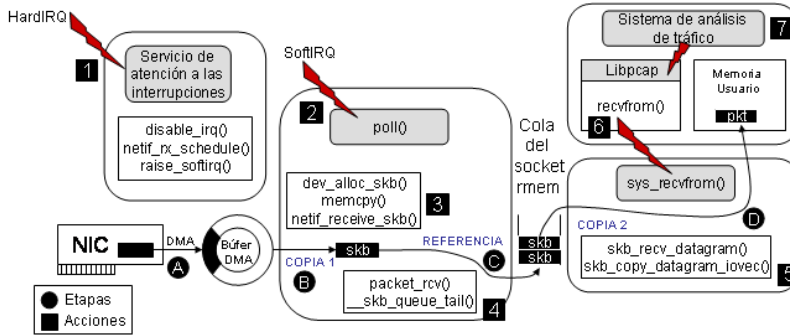 HardIRQ
1
Servicio de
atención a las
interrupciones
disable_irq()
netif_rx_schedule()
raise_softirq()
SoftIRQ
2
poll()
dev_alloc_skb()
memcpy()
netif_receive_skb()
3
NIC
DMA
A
Búfer
DMA
COPIA 1
B
skb
REFERENCIA
C
packet_rcv()
__skb_queue_tail()
4
Cola
del
socket
rmem
skb
skb
Sistema de análisis
de tráfico
7
Libpcap
recvfrom()
Memoria
Usuario
pkt
6
sys_recvfrom()
D
COPIA 2
skb_recv_datagram()
skb_copy_datagram_iovec()
5
Etapas
Acciones